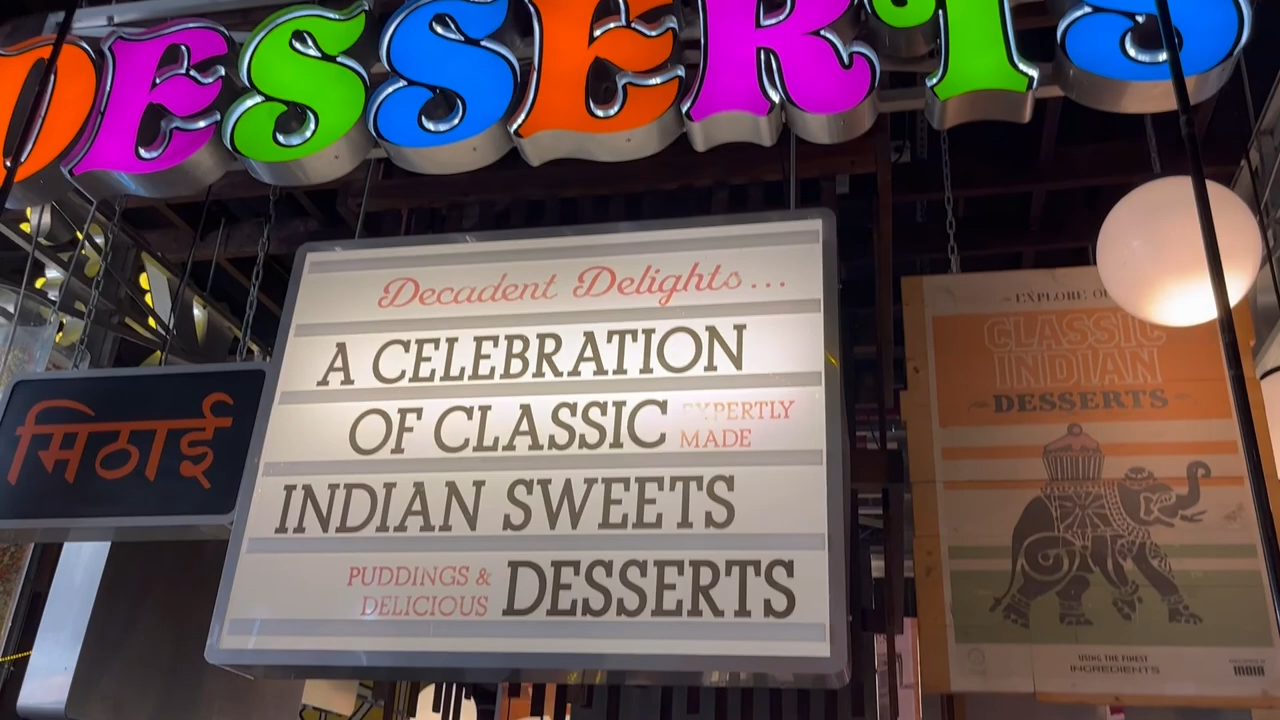 DESSERTS
Decadent Delights...
A CELEBRATION
OF CLASSIC EXPERTLY MADE
INDIAN SWEETS
PUDDINGS & DELICIOUS DESSERTS
मिठाई
EXPLORE
CLASSIC
INDIAN
DESSERTS
USING THE FINEST
INGREDIENTS
INDIA